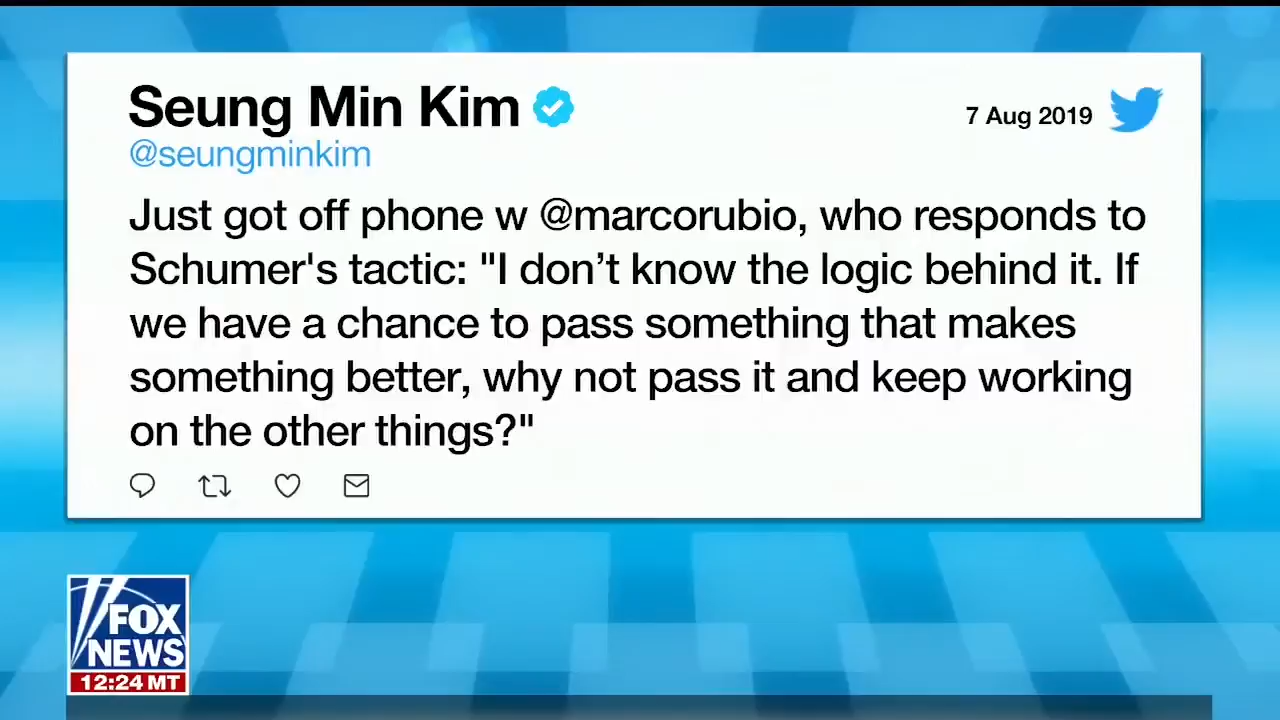 Seung Min Kim
7 Aug 2019
@seungminkim
Just got off phone w @marcorubio, who responds to
Schumer's tactic: "I don’t know the logic behind it. If
we have a chance to pass something that makes
something better, why not pass it and keep working
on the other things?"
FOX
NEWS
12:24 MT